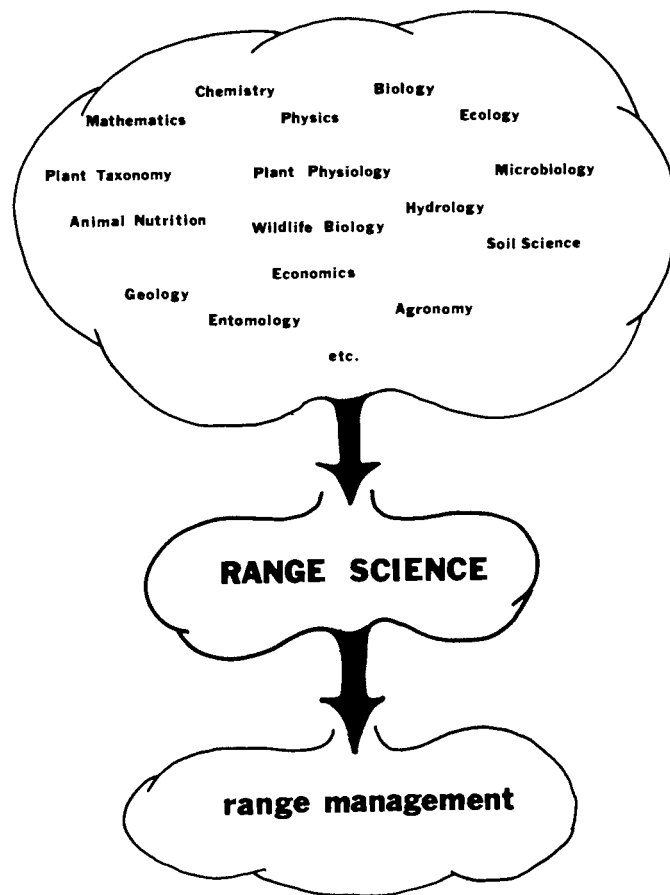 Chemistry
Biology
Mathematics
Physics
Ecology
Plant Taxonomy
Plant Physiology
Microbiology
Animal Nutrition
Wildlife Biology
Hydrology
Soil Science
Economics
Geology
Entomology
Agronomy
etc.
RANGE SCIENCE
range management